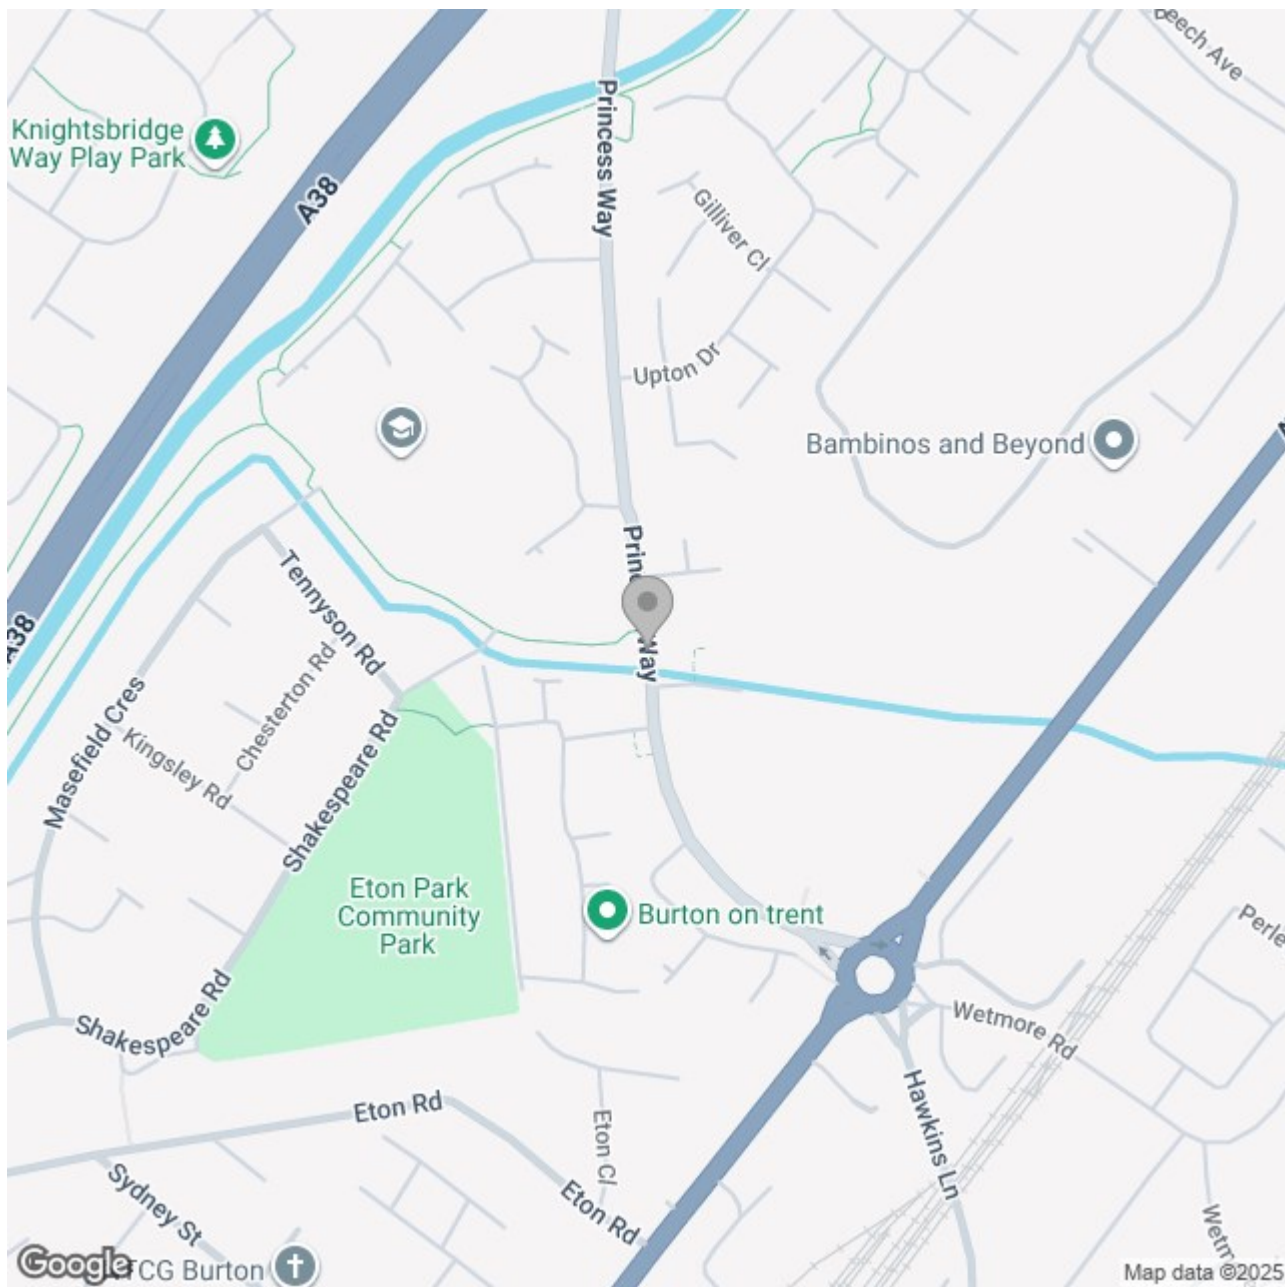 Beech Ave
Princess Way
Knightsbridge
Way Play Park
A38
Gilliver Cl
Upton Dr
Bambinos and Beyond
Way
Tennyson Rd
A38
Chesterton Rd
Masefield Cres
Kingsley Rd
Shakespeare Rd
Eton Park
Community
Park
Burton on trent
Shakespeare Rd
Wetmore Rd
Hawkins Ln
Eton Rd
Eton Cl
Sydney St
Eton Rd
Google
TCG Burton
Map data ©2025